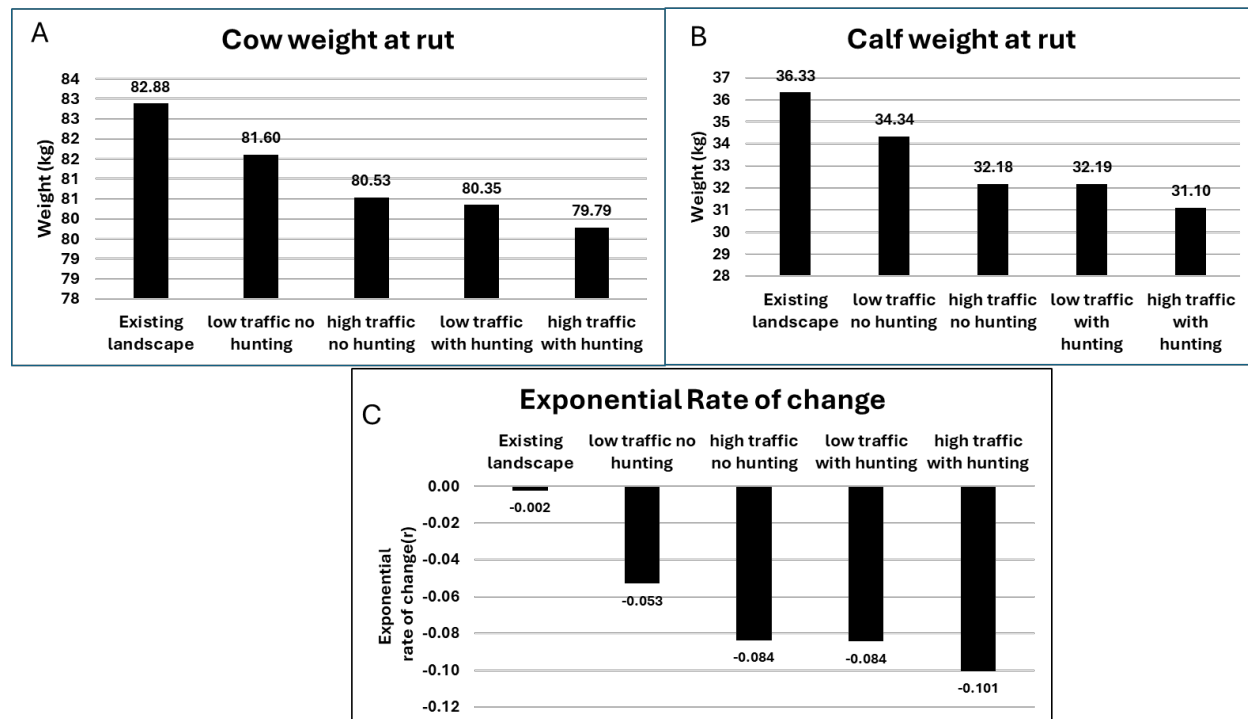 A
Cow weight at rut
Weight (kg)
84
83
83
82
82
81
81
80
80
79
79
78
82.88
81.60
80.53
80.35
79.79
Existing landscape
low traffic no hunting
high traffic no hunting
low traffic with hunting
high traffic with hunting
B
Calf weight at rut
Weight (kg)
37
36
35
34
33
32
31
30
29
28
36.33
34.34
32.18
32.19
31.10
Existing landscape
low traffic no hunting
high traffic no hunting
low traffic with hunting
high traffic with hunting
C
Exponential Rate of change
Existing landscape
low traffic no hunting
high traffic no hunting
low traffic with hunting
high traffic with hunting
Exponential rate of change(r)
0.00
-0.02
-0.04
-0.06
-0.08
-0.10
-0.12
-0.002
-0.053
-0.084
-0.084
-0.101